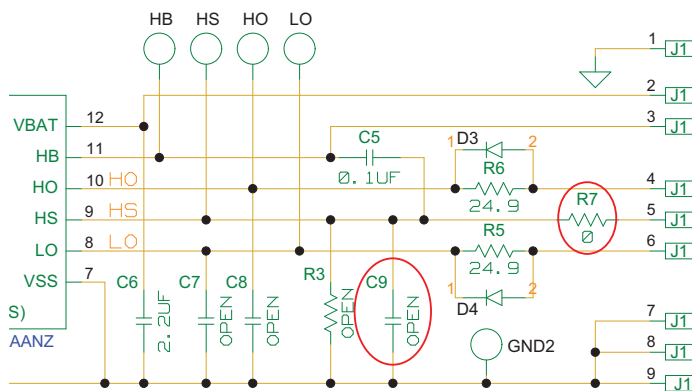 HB HS HO LO
1 J1
2 J1
3 J1
VBAT 12
HB 11
C5
0.1UF
1 D3 2
HO 10 HO
R6
24.9
4 J1
HS 9 HS
R7
0
5 J1
LO 8 LO
R5
24.9
6 J1
VSS 7
1 D4 2
C6 2.2UF
C7 OPEN
C8 OPEN
R3 OPEN
C9 OPEN
S)
AANZ
GND2
7 J1
8 J1
9 J1